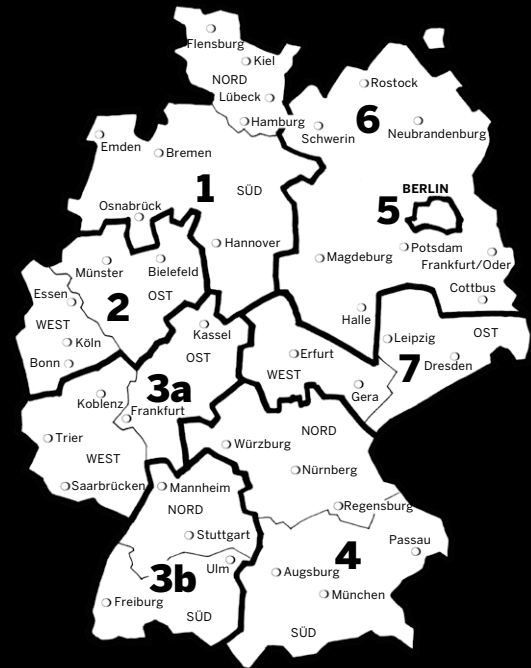 Flensburg
Kiel
NORD
Lübeck
Hamburg
Rostock
6
Schwerin
Neubrandenburg
Emden
Bremen
1
SÜD
Osnabrück
Hannover
BERLIN
5
Potsdam
Magdeburg
Frankfurt/Oder
Cottbus
Halle
Münster
Bielefeld
Essen
OST
2
WEST
Köln
Bonn
Kassel
OST
3a
Koblenz
Frankfurt
Trier
WEST
Saarbrücken
Erfurt
WEST
Gera
Leipzig
OST
7
Dresden
Würzburg
NORD
Nürnberg
Regensburg
Passau
4
Augsburg
München
SÜD
Mannheim
NORD
Stuttgart
Ulm
3b
Freiburg
SÜD